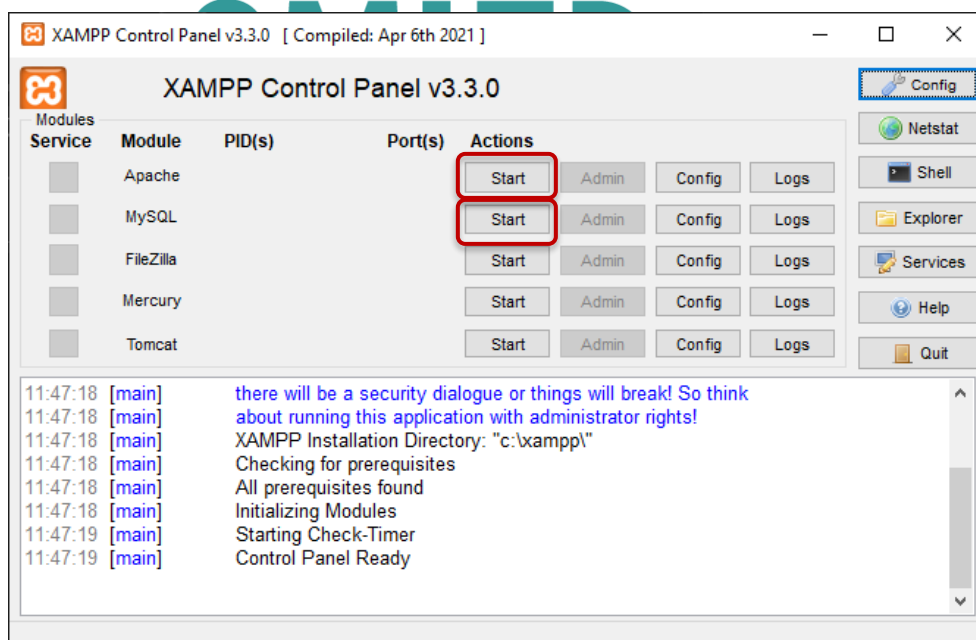 XAMPP Control Panel v3.3.0 [ Compiled: Apr 6th 2021 ]
XAMPP Control Panel v3.3.0
Config
Modules
Service Module PID(s) Port(s) Actions
Netstat
Apache Start Admin Config Logs
Shell
MySQL Start Admin Config Logs
Explorer
FileZilla Start Admin Config Logs
Services
Mercury Start Admin Config Logs
Help
Tomcat Start Admin Config Logs
Quit
11:47:18 [main] there will be a security dialogue or things will break! So think
11:47:18 [main] about running this application with administrator rights!
11:47:18 [main] XAMPP Installation Directory: "c:\xampp\"
11:47:18 [main] Checking for prerequisites
11:47:18 [main] All prerequisites found
11:47:18 [main] Initializing Modules
11:47:19 [main] Starting Check-Timer
11:47:19 [main] Control Panel Ready